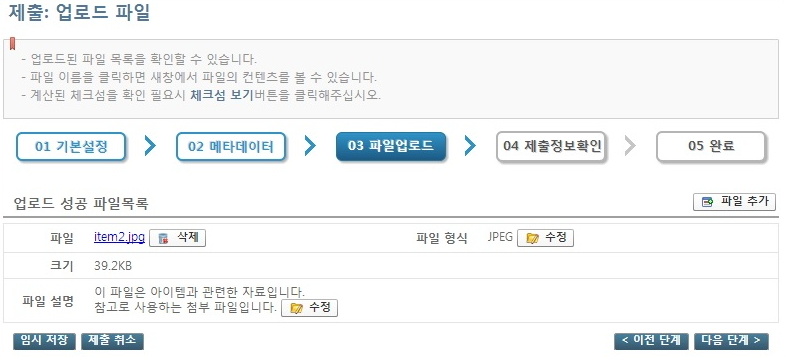 제출: 업로드 파일
- 업로드된 파일 목록을 확인할 수 있습니다.
- 파일 이름을 클릭하면 새창에서 파일의 컨텐츠를 볼 수 있습니다.
- 계산된 체크섬을 확인 필요시 체크섬 보기버튼을 클릭해주십시오.
01 기본설정 02 메타데이터 03 파일업로드 04 제출정보확인 05 완료
업로드 성공 파일목록 파일 추가
파일 item2.jpg 삭제 파일 형식 JPEG 수정
크기 39.2KB
파일 설명 이 파일은 아이템과 관련한 자료입니다.
참고로 사용하는 첨부 파일입니다. 수정
임시 저장 제출 취소 < 이전 단계 다음 단계 >